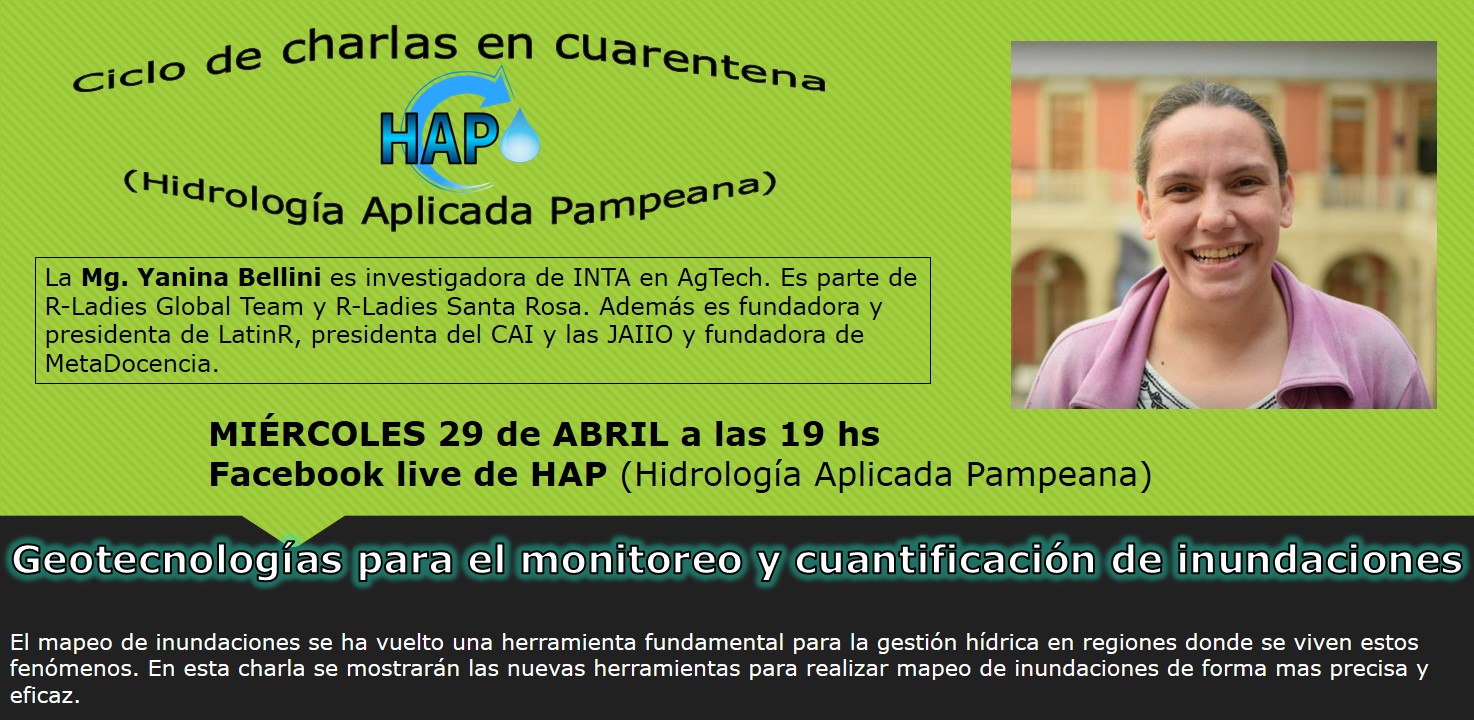 Ciclo de charlas en cuarentena
HAP
(Hidrología Aplicada Pampeana)
La Mg. Yanina Bellini es investigadora de INTA en AgTech. Es parte de
R-Ladies Global Team y R-Ladies Santa Rosa. Además es fundadora y
presidenta de LatinR, presidenta del CAI y las JAIIO y fundadora de
MetaDocencia.
MIÉRCOLES 29 de ABRIL a las 19 hs
Facebook live de HAP (Hidrología Aplicada Pampeana)
Geotecnologías para el monitoreo y cuantificación de inundaciones
El mapeo de inundaciones se ha vuelto una herramienta fundamental para la gestión hídrica en regiones donde se viven estos
fenómenos. En esta charla se mostrarán las nuevas herramientas para realizar mapeo de inundaciones de forma mas precisa y
eficaz.